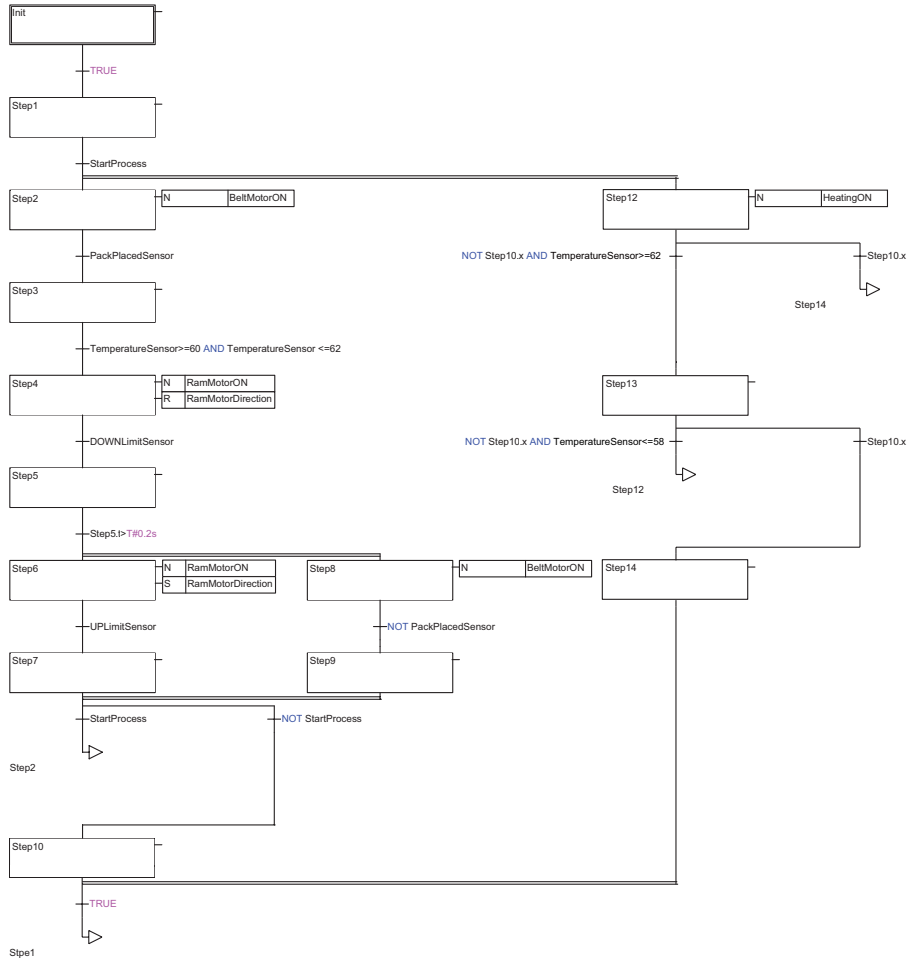 Init
TRUE
Step1
StartProcess
Step2
N BeltMotorON
Step12
N HeatingON
PackPlacedSensor
NOT Step10.x AND TemperatureSensor>=62
Step10.x
Step3
Step14
TemperatureSensor>=60 AND TemperatureSensor <=62
Step4
N RamMotorON
R RamMotorDirection
Step13
DOWNLimitSensor
NOT Step10.x AND TemperatureSensor<=58
Step10.x
Step5
Step12
Step5.t>T#0.2s
Step6
N RamMotorON
S RamMotorDirection
Step8
N BeltMotorON
Step14
UPLimitSensor
NOT PackPlacedSensor
Step7
Step9
StartProcess
NOT StartProcess
Step2
Step10
TRUE
Stpe1